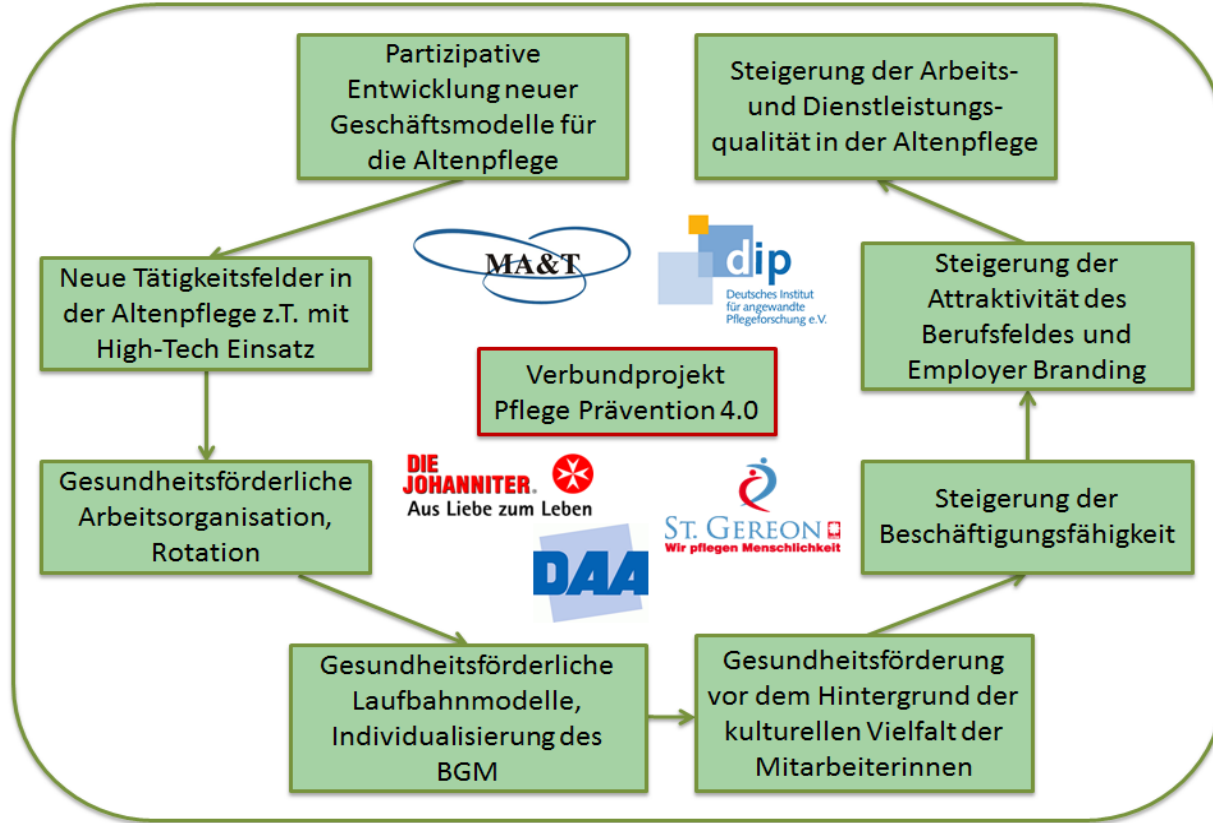 Partizipative
Entwicklung neuer
Geschäftsmodelle für
die Altenpflege
Steigerung der Arbeits-
und Dienstleistungs-
qualität in der Altenpflege
MA&T
dip
Deutsches Institut
für angewandte
Pflegeforschung e.V.
Neue Tätigkeitsfelder in
der Altenpflege z.T. mit
High-Tech Einsatz
Steigerung der
Attraktivität des
Berufsfeldes und
Employer Branding
Verbundprojekt
Pflege Prävention 4.0
Gesundheitsförderliche
Arbeitsorganisation,
Rotation
DIE
JOHANNITER.
Aus Liebe zum Leben
ST. GEREON
Wir pflegen Menschlichkeit
DAA
Steigerung der
Beschäftigungsfähigkeit
Gesundheitsförderliche
Laufbahnmodelle,
Individualisierung des
BGM
Gesundheitsförderung
vor dem Hintergrund der
kulturellen Vielfalt der
Mitarbeiterinnen